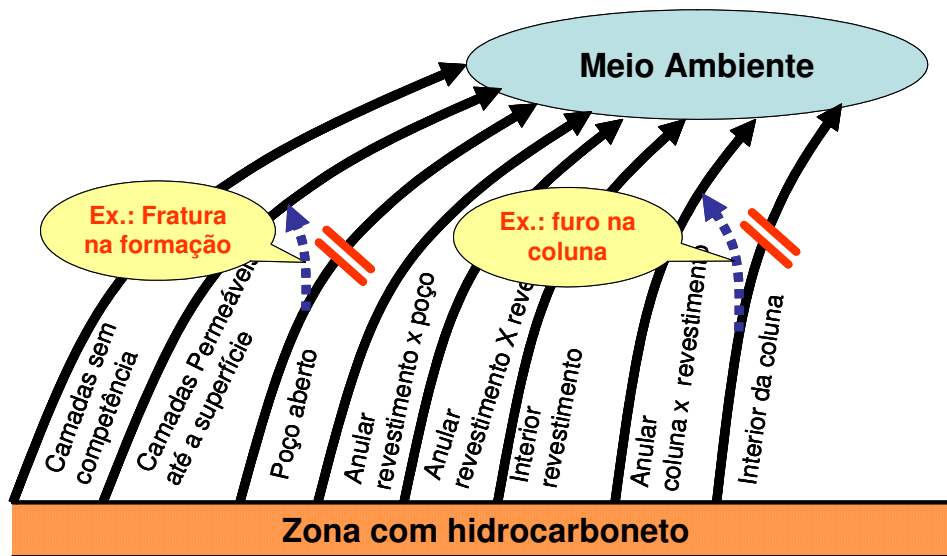 Meio Ambiente
Ex.: Fratura
na formação
Ex.: furo na
coluna
Camadas sem
competência
Camadas Permeáveis
até a superfície
Poço aberto
Anular
revestimento x poço
Anular
revestimento X
Interior
revestimento
Anular
coluna x revestimento
Interior da coluna
Zona com hidrocarboneto